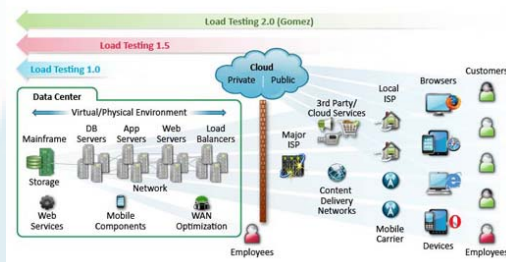 Load Testing 2.0 (Gomez)
Load Testing 1.5
Load Testing 1.0
Cloud
Private | Public
Customers
Browsers
Local
ISP
3rd Party/
Cloud Services
Major
ISP
Content
Delivery
Networks
Mobile
Carrier
Devices
Employees
Employees
Data Center
Virtual/Physical Environment
Mainframe
DB
Servers
App
Servers
Web
Servers
Load
Balancers
Storage
Network
Web
Services
Mobile
Components
WAN
Optimization